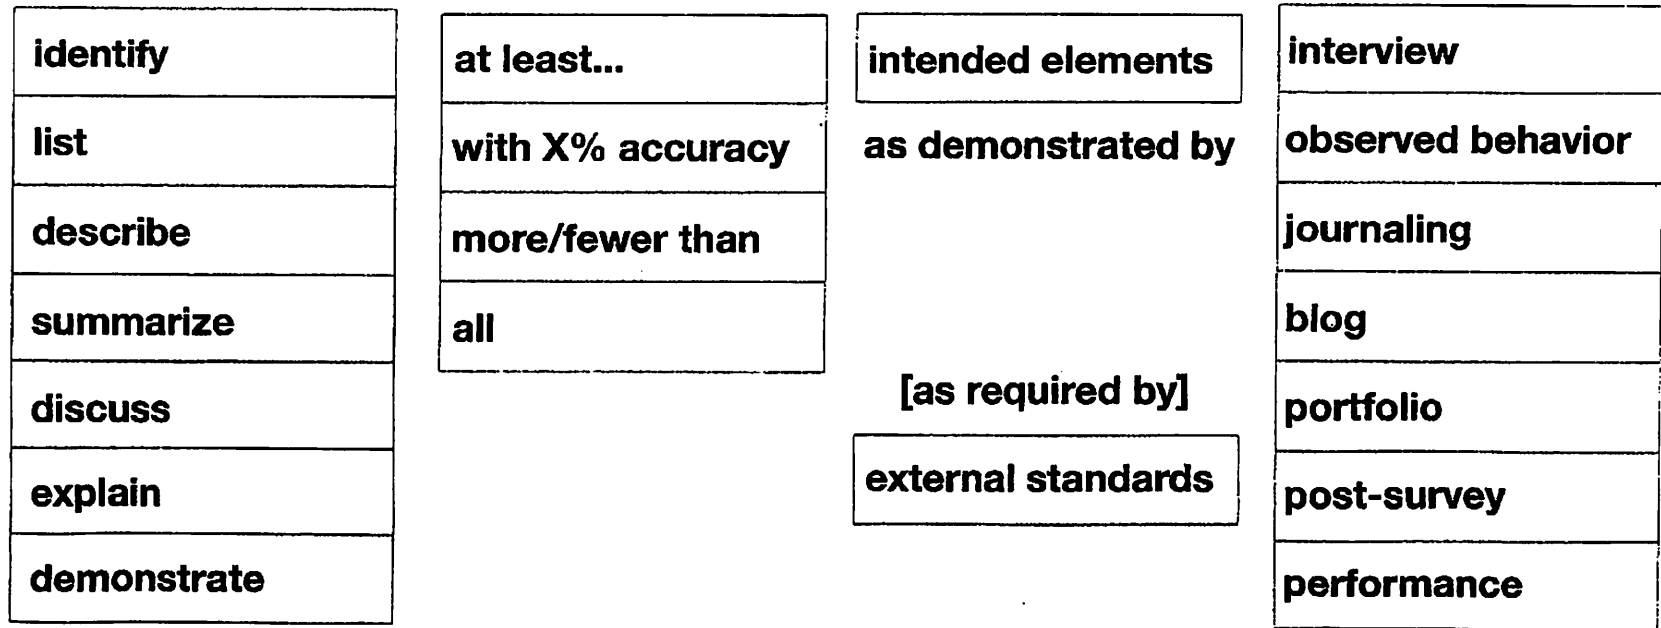 identify
list
describe
summarize
discuss
explain
demonstrate
at least...
with X% accuracy
more/fewer than
all
intended elements
as demonstrated by
[as required by]
external standards
interview
observed behavior
journaling
blog
portfolio
post-survey
performance